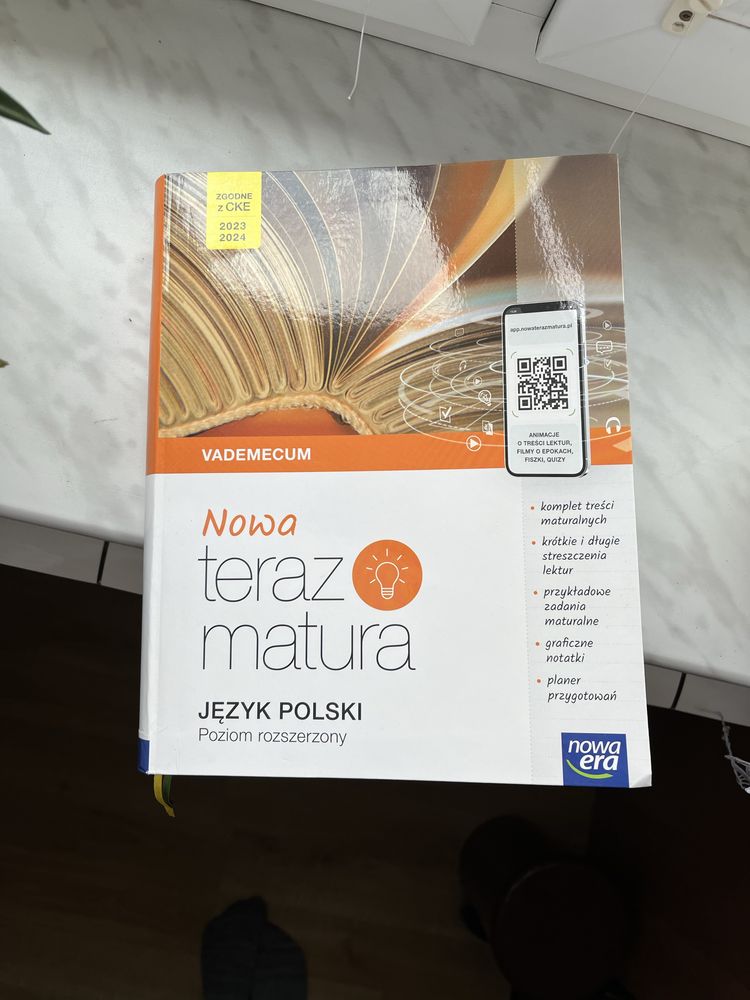 ZGODNE
z CKE
2023
2024
app.nowaterazmatura.pl
ANIMACJE
O TREŚCI LEKTUR,
FILMY O EPOKACH,
FISZKI, QUIZY
VADEMECUM
Nowa
teraz
matura
JĘZYK POLSKI
Poziom rozszerzony
• komplet treści
maturalnych
• krótkie i długie
streszczenia
lektur
• przykładowe
zadania
maturalne
• graficzne
notatki
• planer
przygotowań
nowa
era